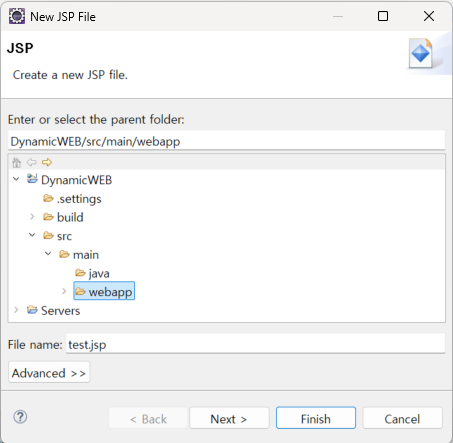 New JSP File
JSP
Create a new JSP file.
Enter or select the parent folder:
DynamicWEB/src/main/webapp
DynamicWEB
.settings
build
src
main
java
webapp
Servers
File name: test.jsp
Advanced >>
? < Back Next > Finish Cancel